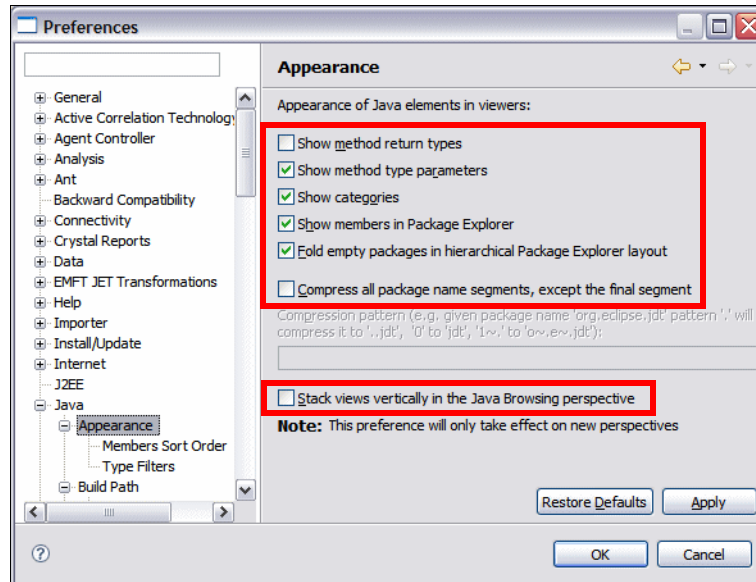 Preferences
General
Active Correlation Technology
Agent Controller
Analysis
Ant
Backward Compatibility
Connectivity
Crystal Reports
Data
EMFT JET Transformations
Help
Importer
Install/Update
Internet
J2EE
Java
Appearance
Members Sort Order
Type Filters
Build Path
Appearance
Appearance of Java elements in viewers:
Show method return types
Show method type parameters
Show categories
Show members in Package Explorer
Fold empty packages in hierarchical Package Explorer layout
Compress all package name segments, except the final segment
Compression pattern (e.g. given package name 'org.eclipse.jdt' pattern '.' will
compress it to '..jdt', '0' to 'jdt', '1~.' to 'o~.e~.jdt'):
Stack views vertically in the Java Browsing perspective
Note: This preference will only take effect on new perspectives
Restore Defaults
Apply
?
OK
Cancel